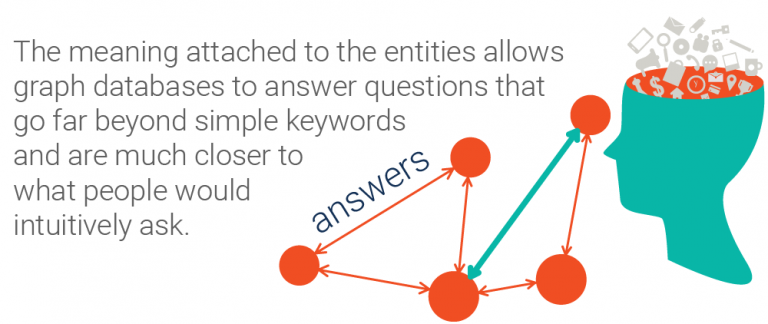 The meaning attached to the entities allows
graph databases to answer questions that
go far beyond simple keywords
and are much closer to
what people would
intuitively ask.
answers